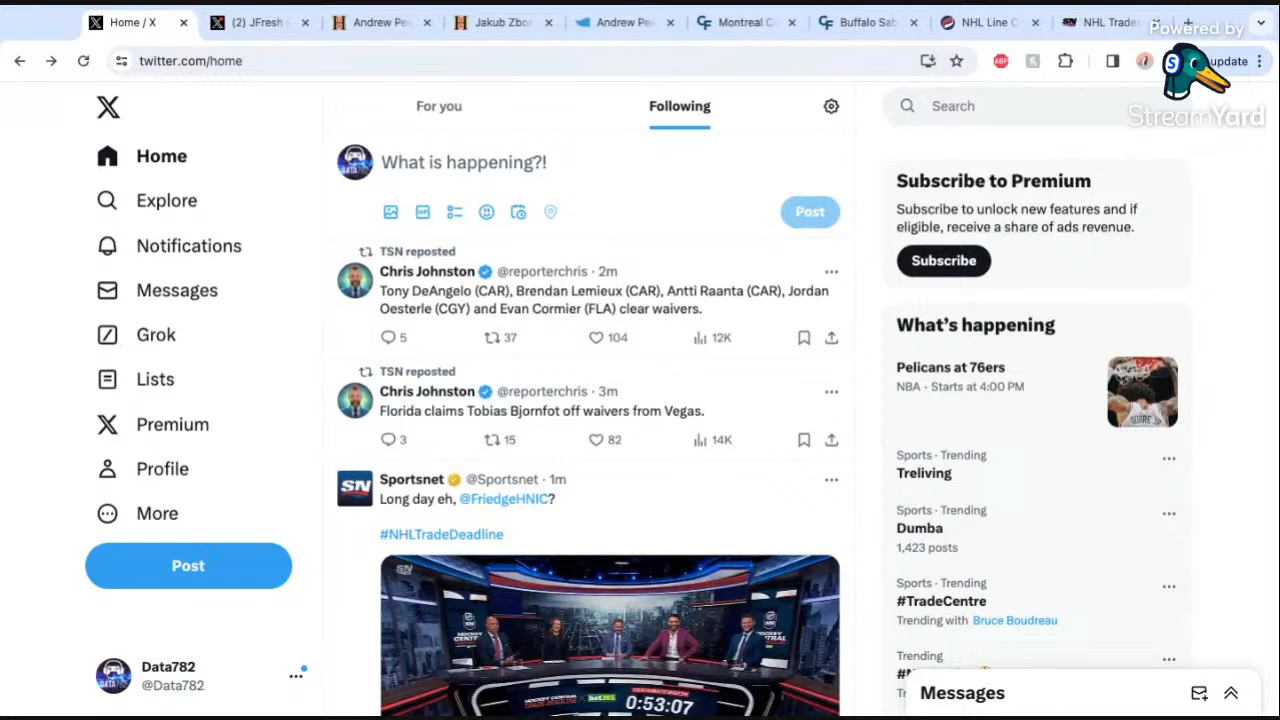 Home / X
(2) JFresh
Andrew Pe
Jakub Zbor
Andrew Pe
Montreal C
Buffalo Sab
NHL Line C
NHL Trade
Powered by
StreamYard
twitter.com/home
ABP
update
For you
Following
Search
Home
Explore
Notifications
Messages
Grok
Lists
Premium
Profile
More
Post
Data782
@Data782
What is happening?!
Post
TSN reposted
Chris Johnston @reporterchris · 2m
Tony DeAngelo (CAR), Brendan Lemieux (CAR), Antti Raanta (CAR), Jordan
Oesterle (CGY) and Evan Cormier (FLA) clear waivers.
5 37 104 12K
TSN reposted
Chris Johnston @reporterchris · 3m
Florida claims Tobias Bjornfot off waivers from Vegas.
3 15 82 14K
SN
Sportsnet @Sportsnet · 1m
Long day eh, @FriedgeHNIC?
#NHLTradeDeadline
SN
bet365
0:53:07
Subscribe to Premium
Subscribe to unlock new features and if
eligible, receive a share of ads revenue.
Subscribe
What's happening
Pelicans at 76ers
NBA · Starts at 4:00 PM
Sports · Trending
Treliving
Sports · Trending
Dumba
1,423 posts
Sports · Trending
#TradeCentre
Trending with Bruce Boudreau
Trending
Messages